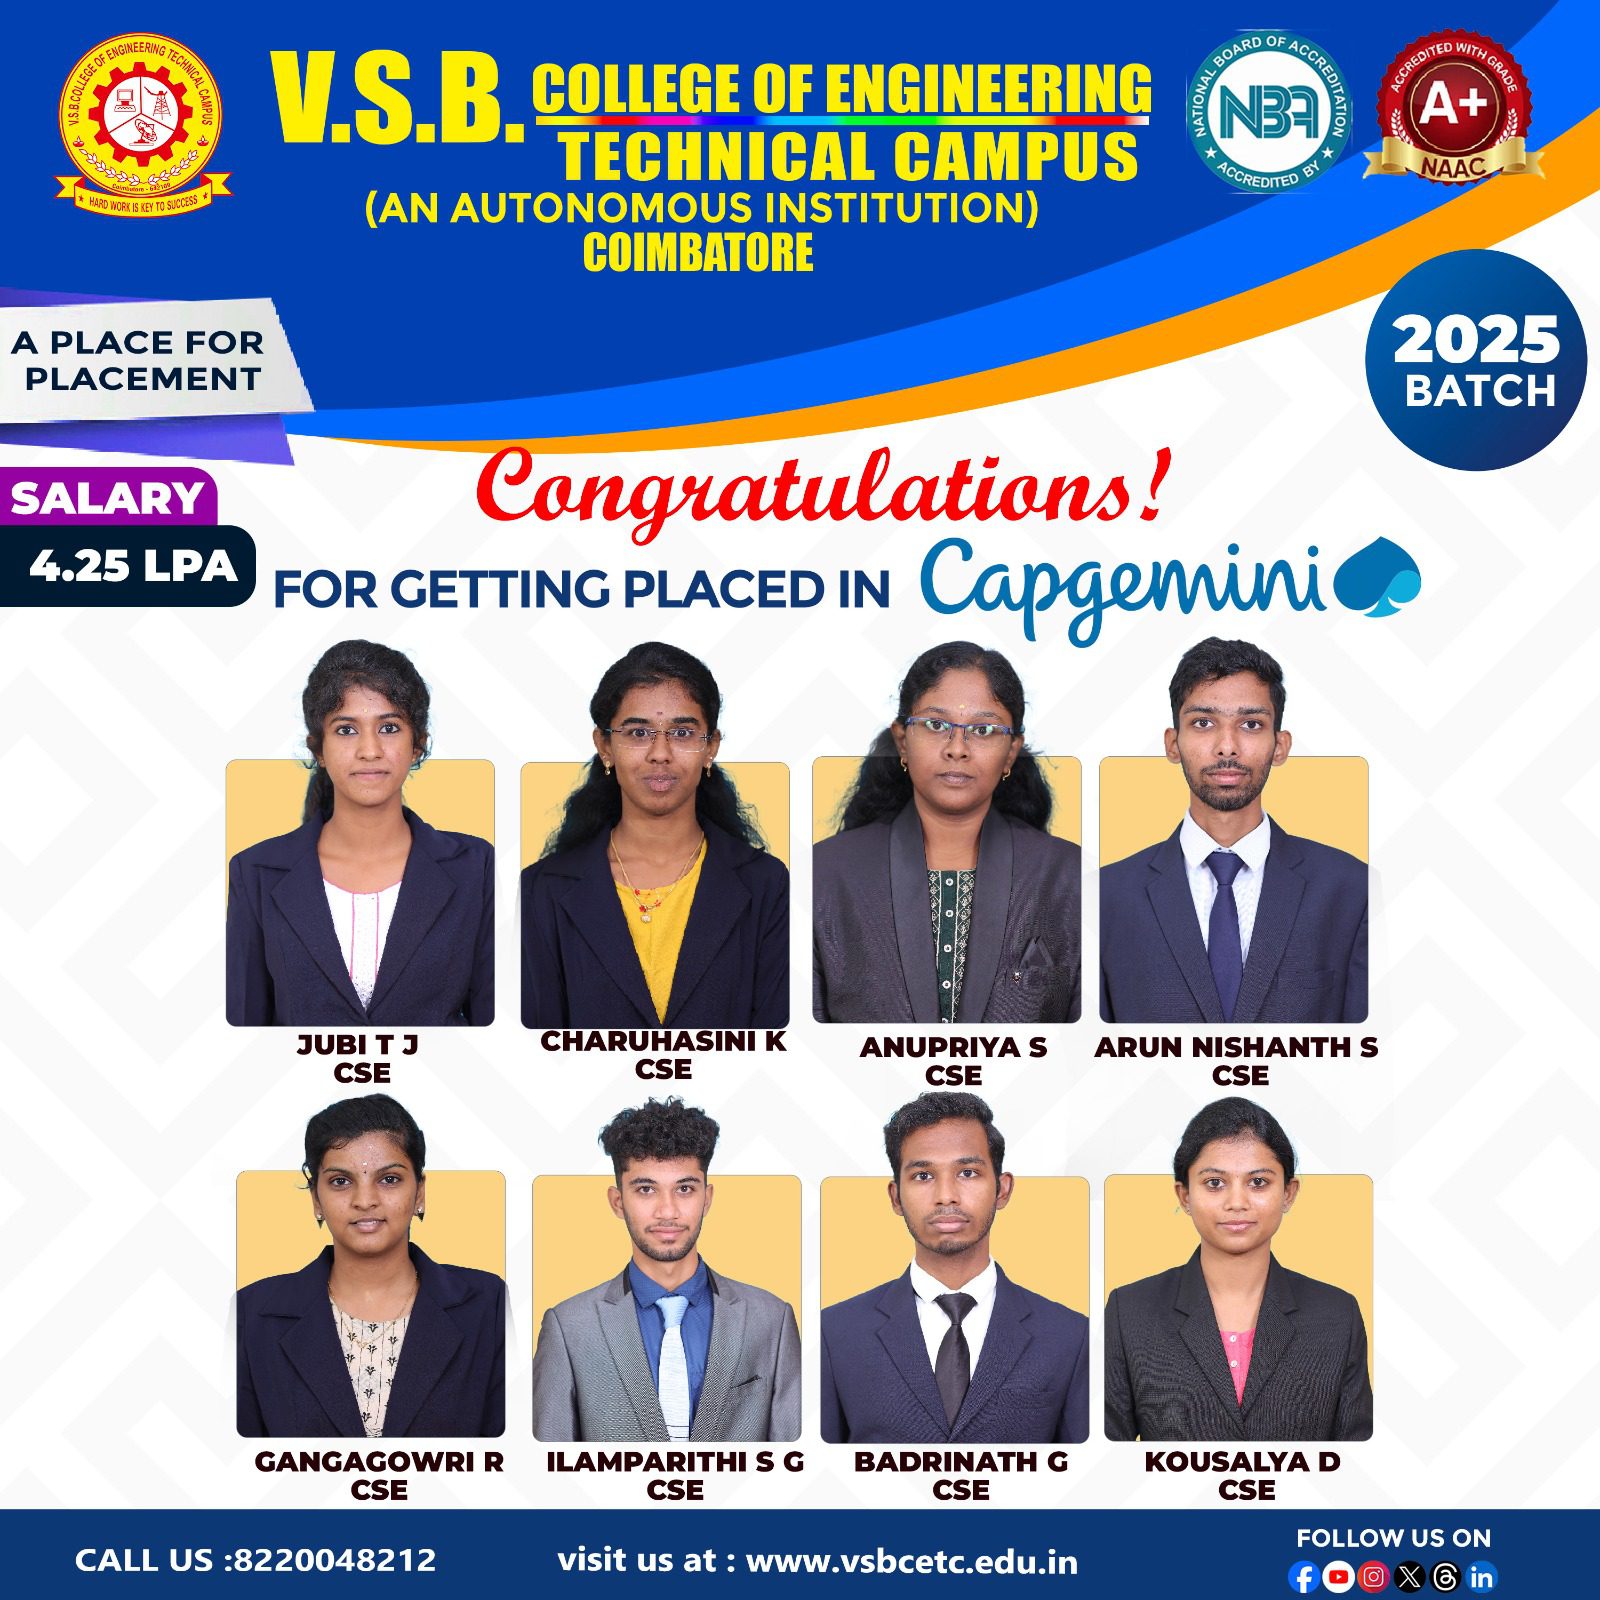 V.S.B.COLLEGE OF ENGINEERING TECHNICAL CAMPUS
Coimbatore - 642109
★ HARD WORK IS KEY TO SUCCESS ★
V.S.B. COLLEGE OF ENGINEERING
TECHNICAL CAMPUS
(AN AUTONOMOUS INSTITUTION)
COIMBATORE
NATIONAL BOARD OF ACCREDITATION
NBA
★ ACCREDITED BY ★
ACCREDITED WITH GRADE
A+
NAAC
A PLACE FOR
PLACEMENT
2025
BATCH
SALARY
4.25 LPA
Congratulations!
FOR GETTING PLACED IN Capgemini
JUBI T J
CSE
CHARUHASINI K
CSE
ANUPRIYA S
CSE
ARUN NISHANTH S
CSE
GANGAGOWRI R
CSE
ILAMPARITHI S G
CSE
BADRINATH G
CSE
KOUSALYA D
CSE
CALL US :8220048212
visit us at : www.vsbcetc.edu.in
FOLLOW US ON